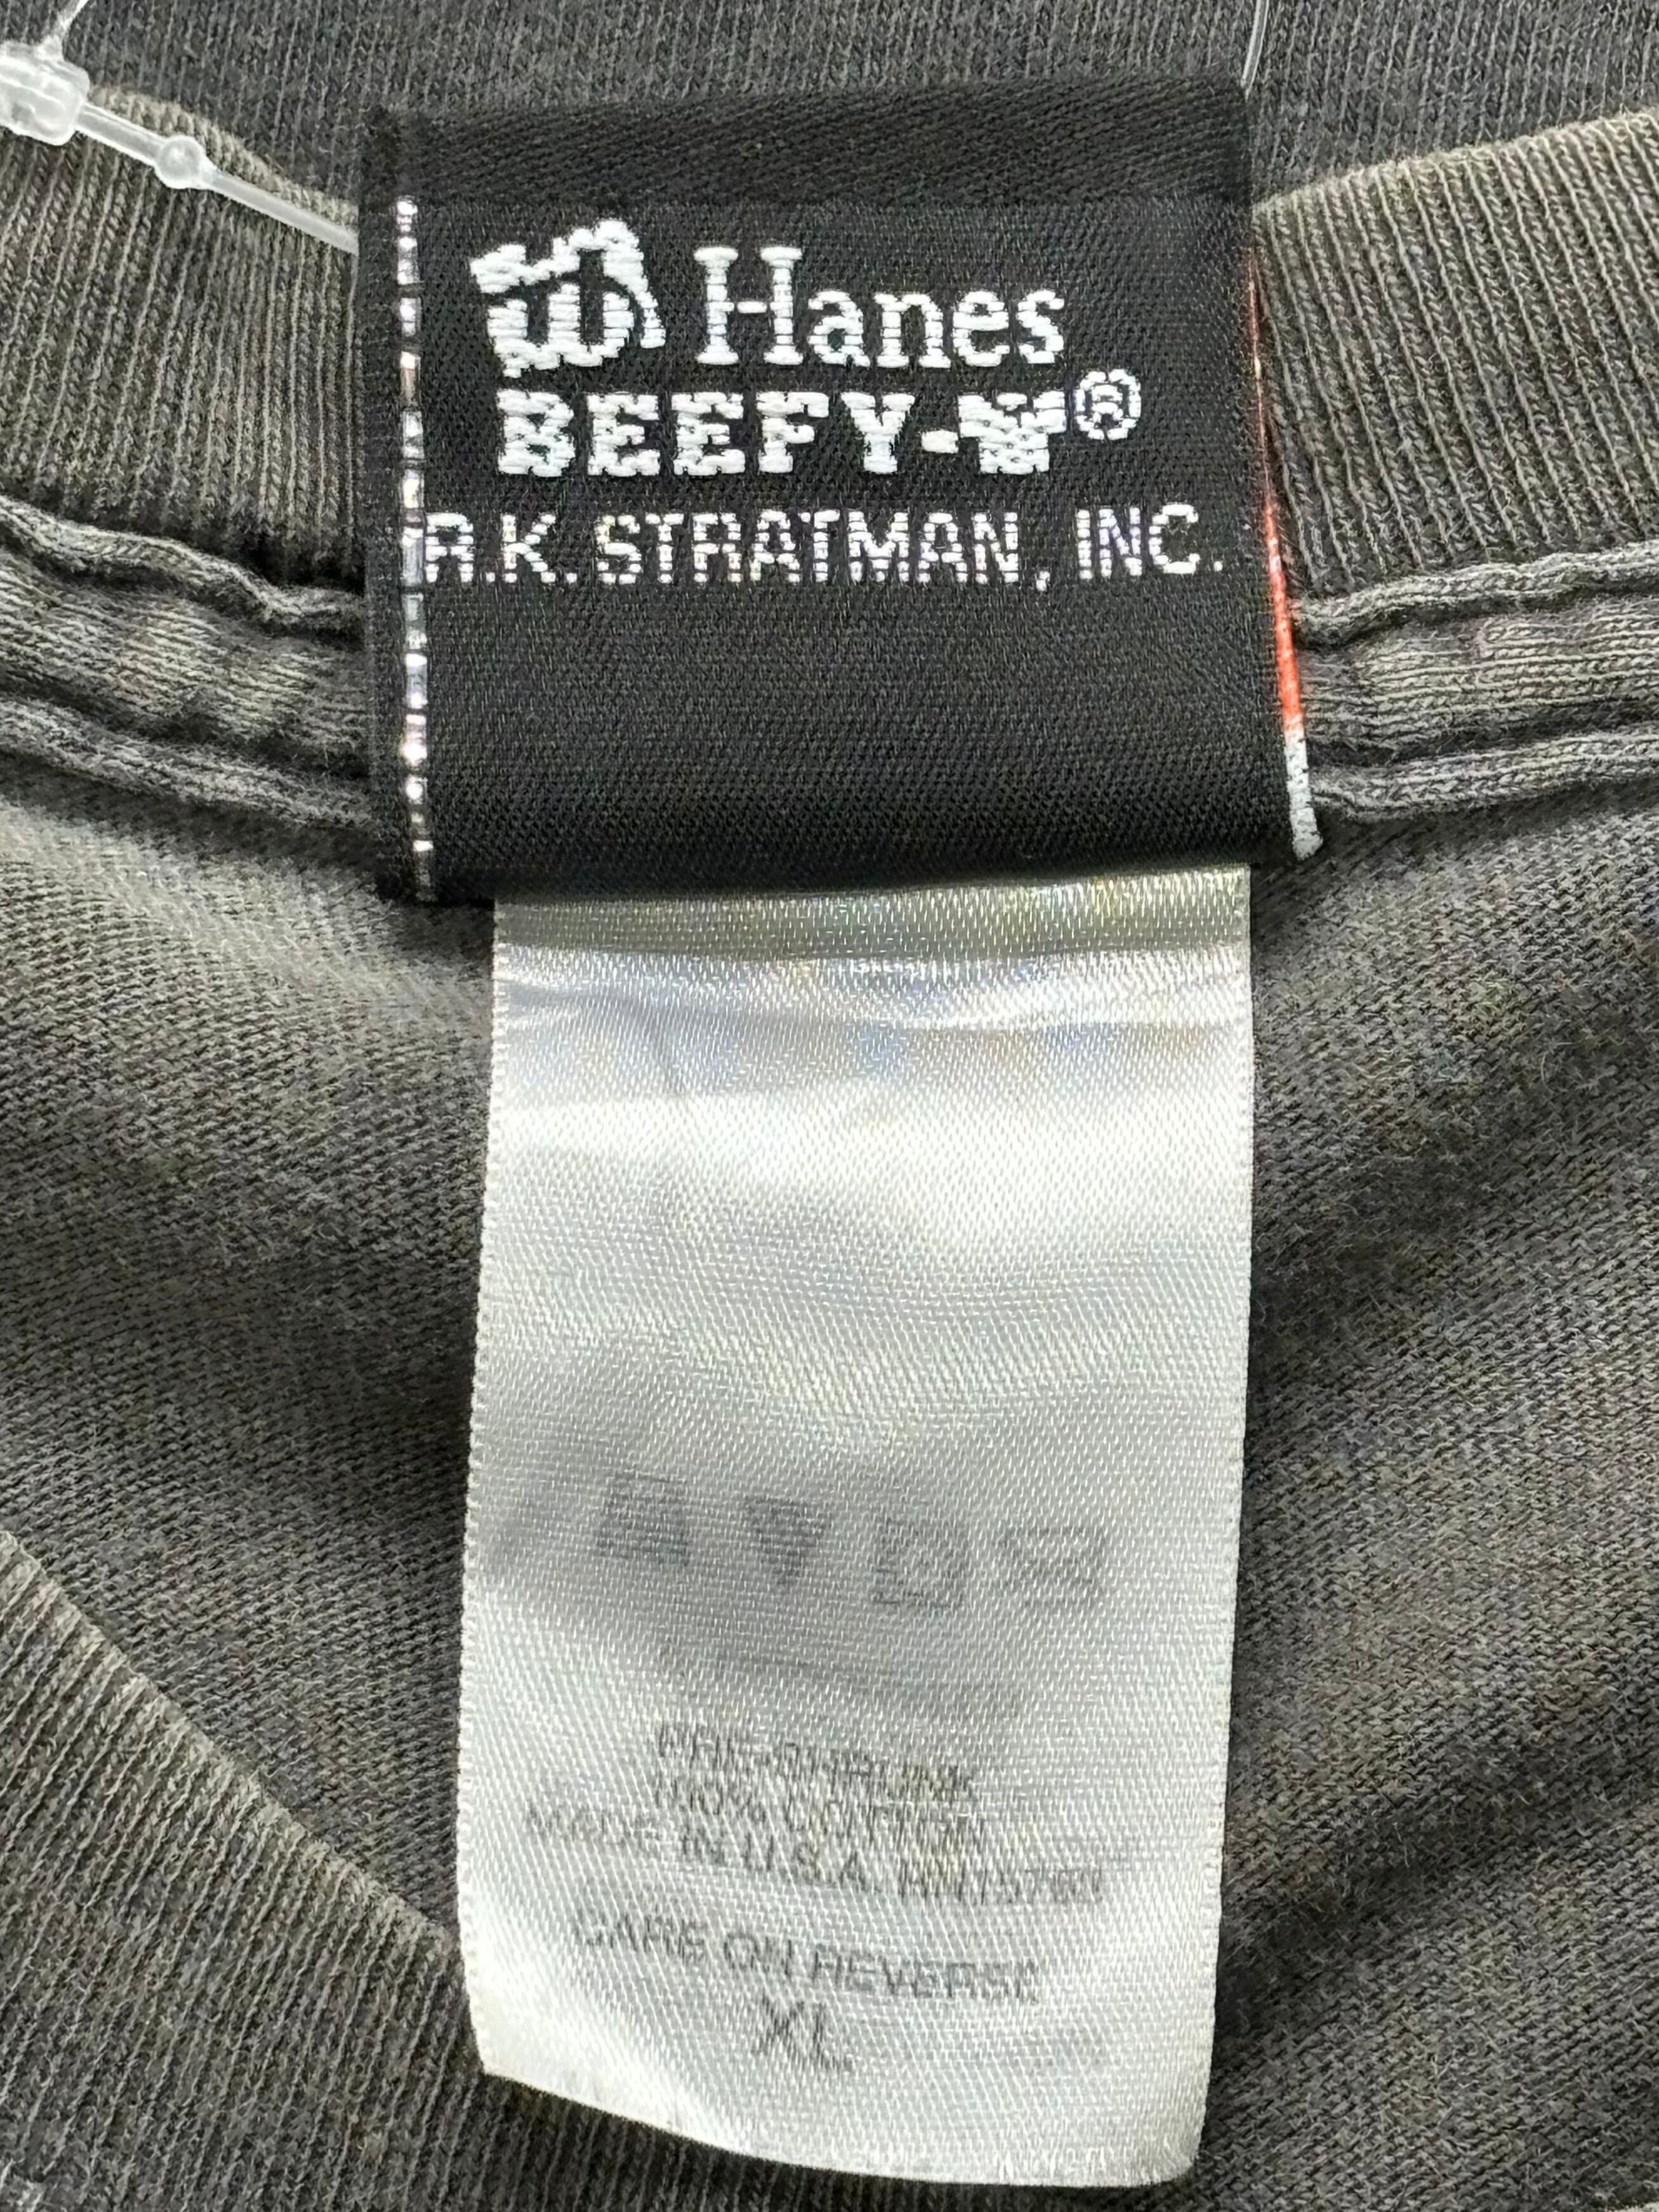 Hanes
BEEFY-T®
R.K. STRATMAN, INC.
PRE-SHRUNK
100% COTTON
MADE IN U.S.A.
CARE ON REVERSE
XL